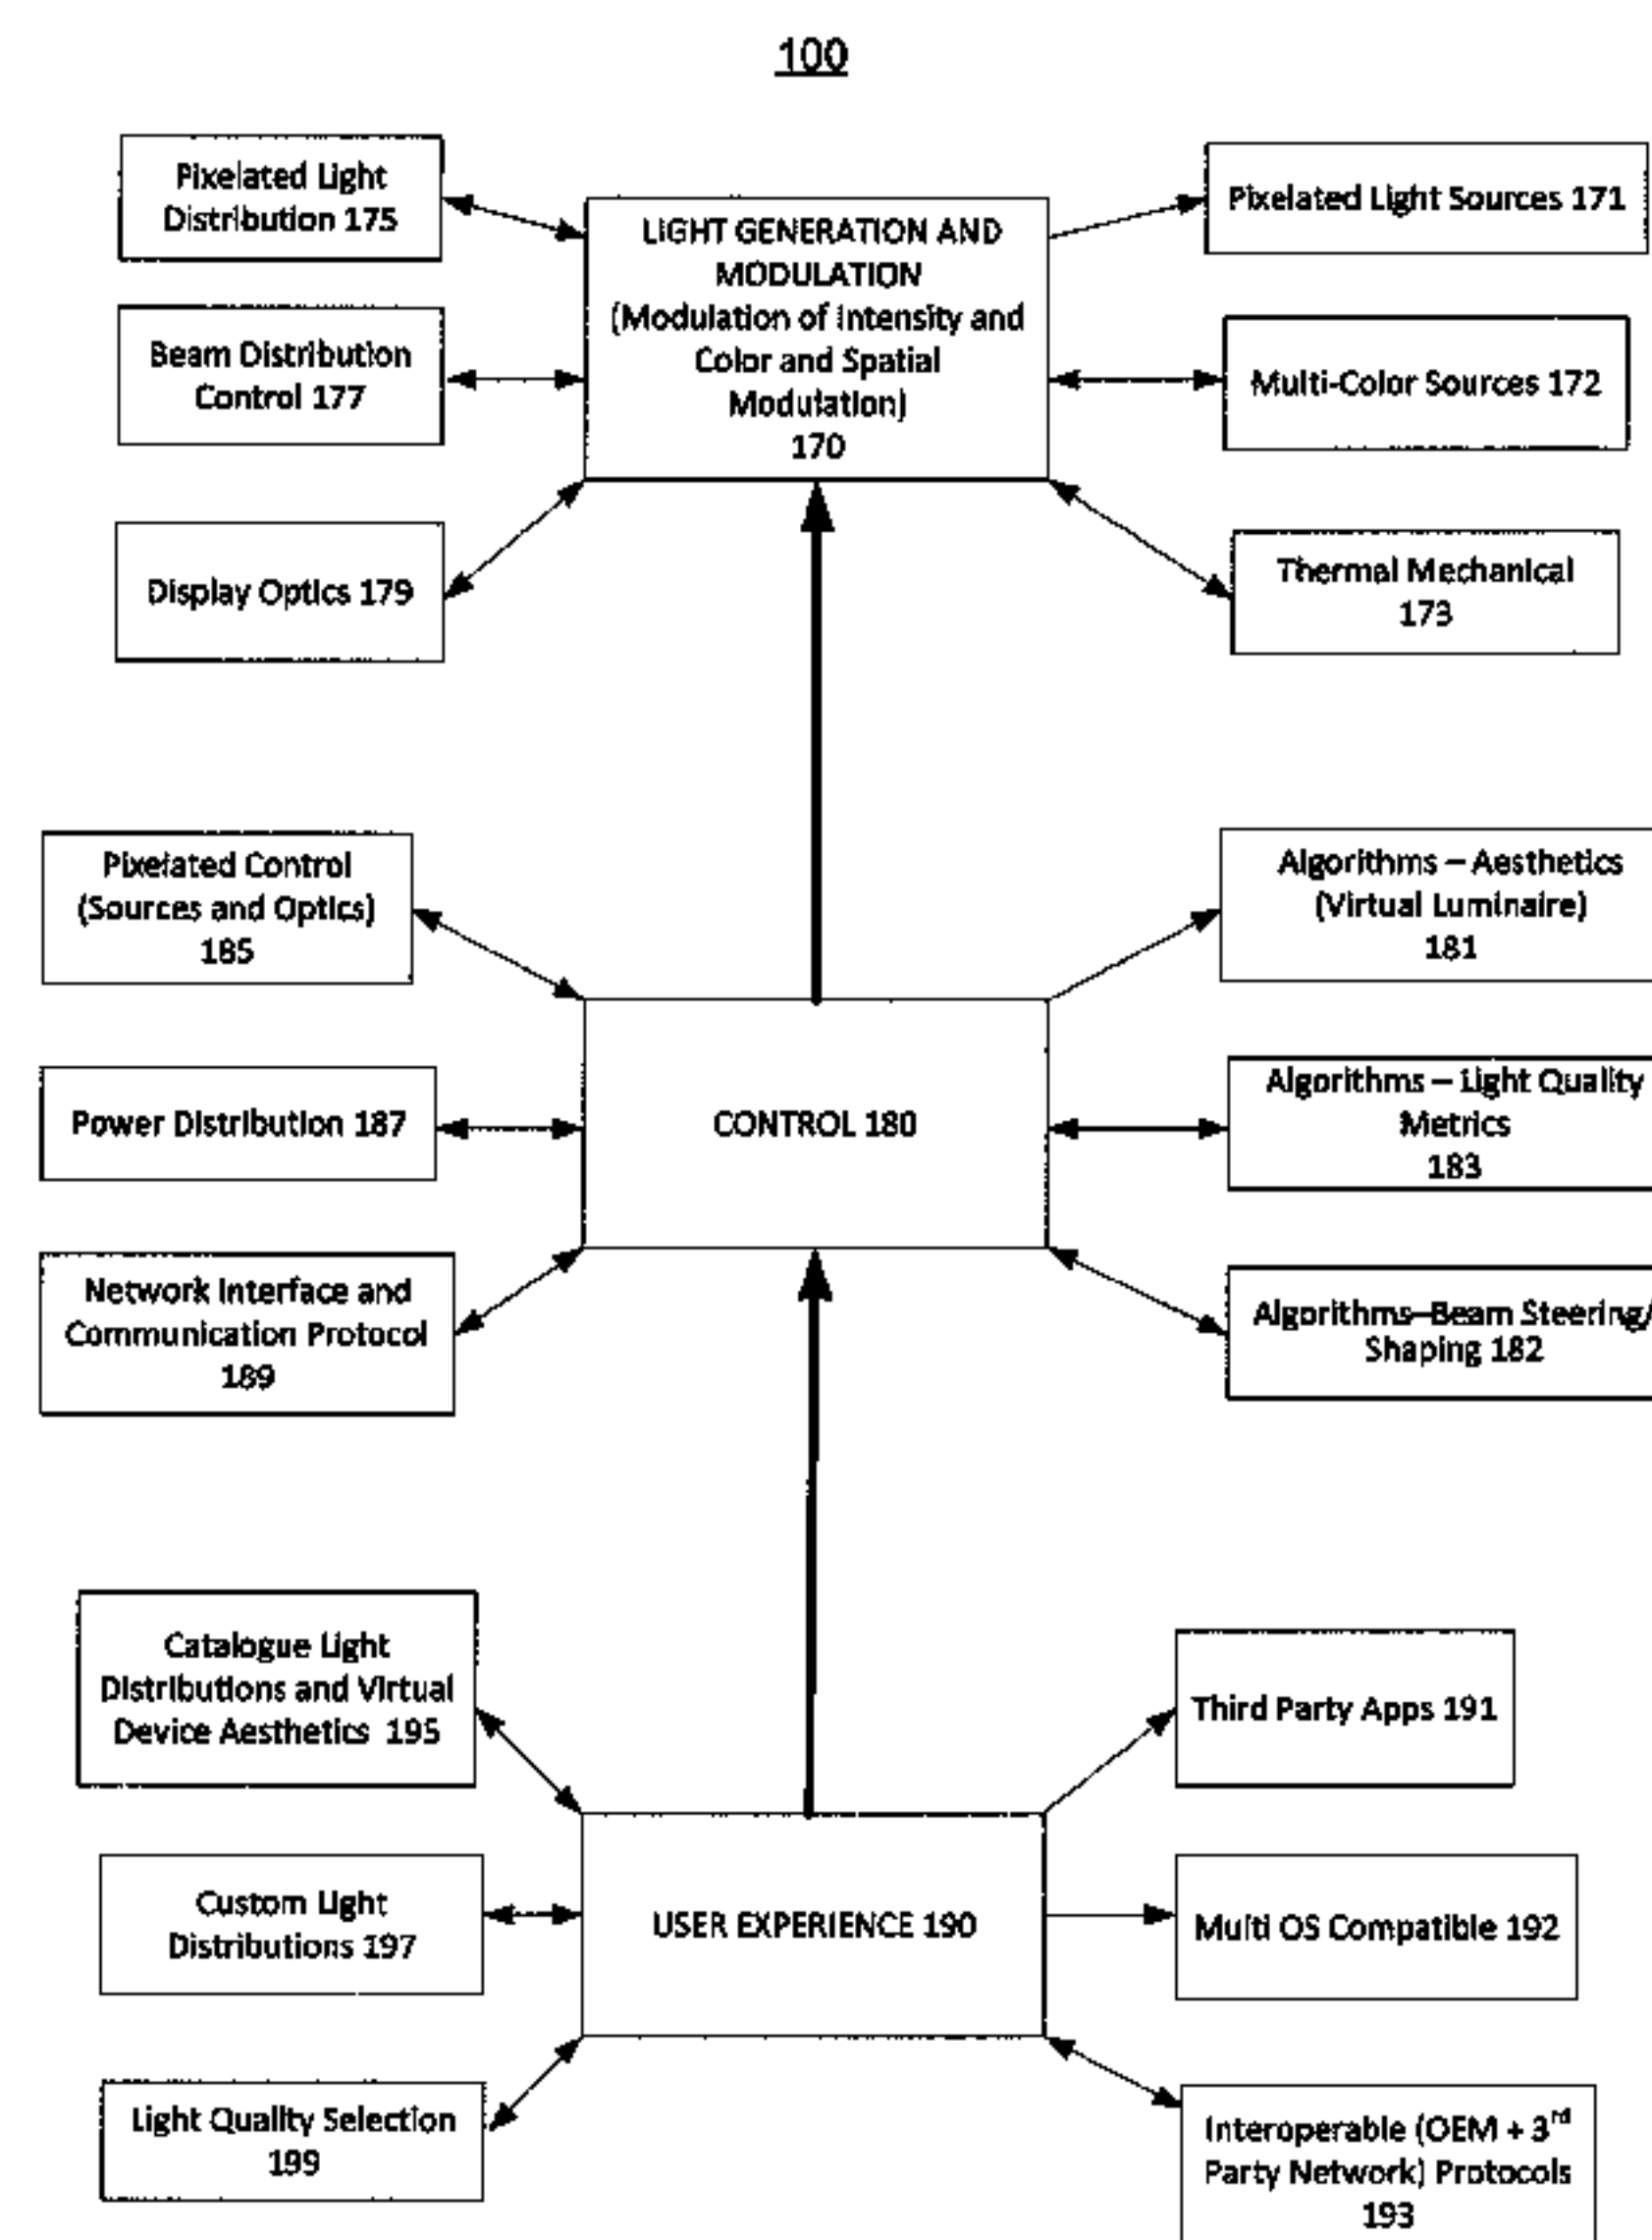 100
Pixelated Light
Distribution 175
Beam Distribution
Control 177
Display Optics 179
LIGHT GENERATION AND
MODULATION
(Modulation of Intensity and
Color and Spatial
Modulation)
170
Pixelated Light Sources 171
Multi-Color Sources 172
Thermal Mechanical
173
Pixelated Control
(Sources and Optics)
185
Power Distribution 187
Network Interface and
Communication Protocol
189
CONTROL 180
Algorithms – Aesthetics
(Virtual Luminaire)
181
Algorithms – Light Quality
Metrics
183
Algorithms–Beam Steering/
Shaping 182
Catalogue Light
Distributions and Virtual
Device Aesthetics 195
Custom Light
Distributions 197
Light Quality Selection
199
USER EXPERIENCE 190
Third Party Apps 191
Multi OS Compatible 192
Interoperable (OEM + 3rd
Party Network) Protocols
193